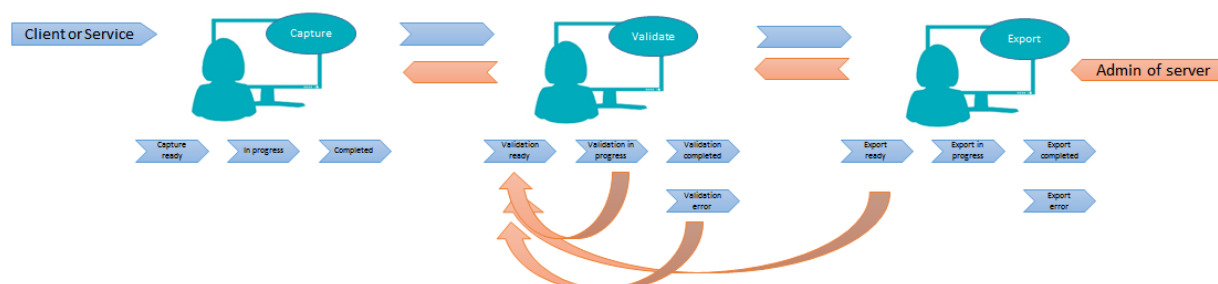 Client or Service
Capture
Validate
Export
Admin of server
Capture
ready
In progress
Completed
Validation
ready
Validation in
progress
Validation
completed
Export
ready
Export in
progress
Export
completed
Validation
error
Export
error